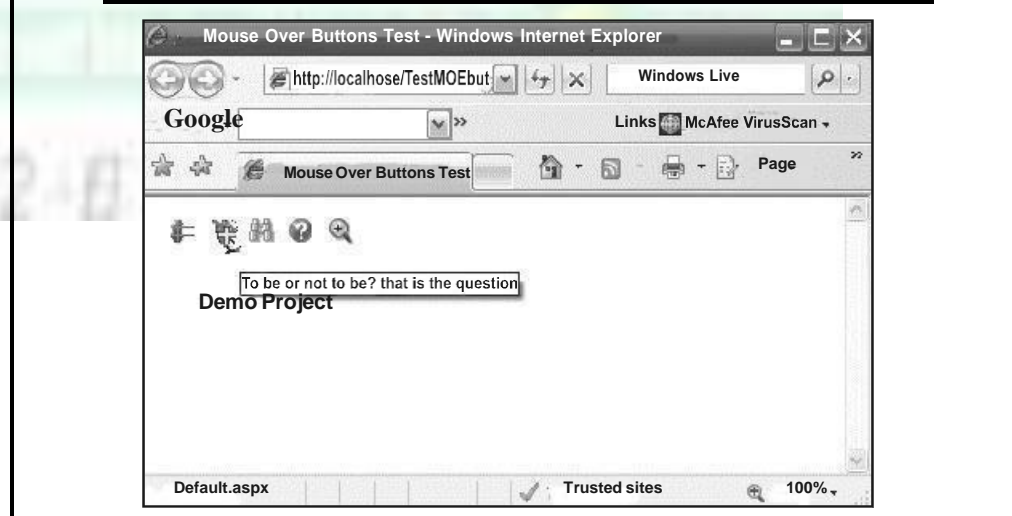 Mouse Over Buttons Test - Windows Internet Explorer
http://localhose/TestMOEbut
Windows Live
Google
Links McAfee VirusScan
Mouse Over Buttons Test
Page
To be or not to be? that is the question
Demo Project
Default.aspx
Trusted sites
100%